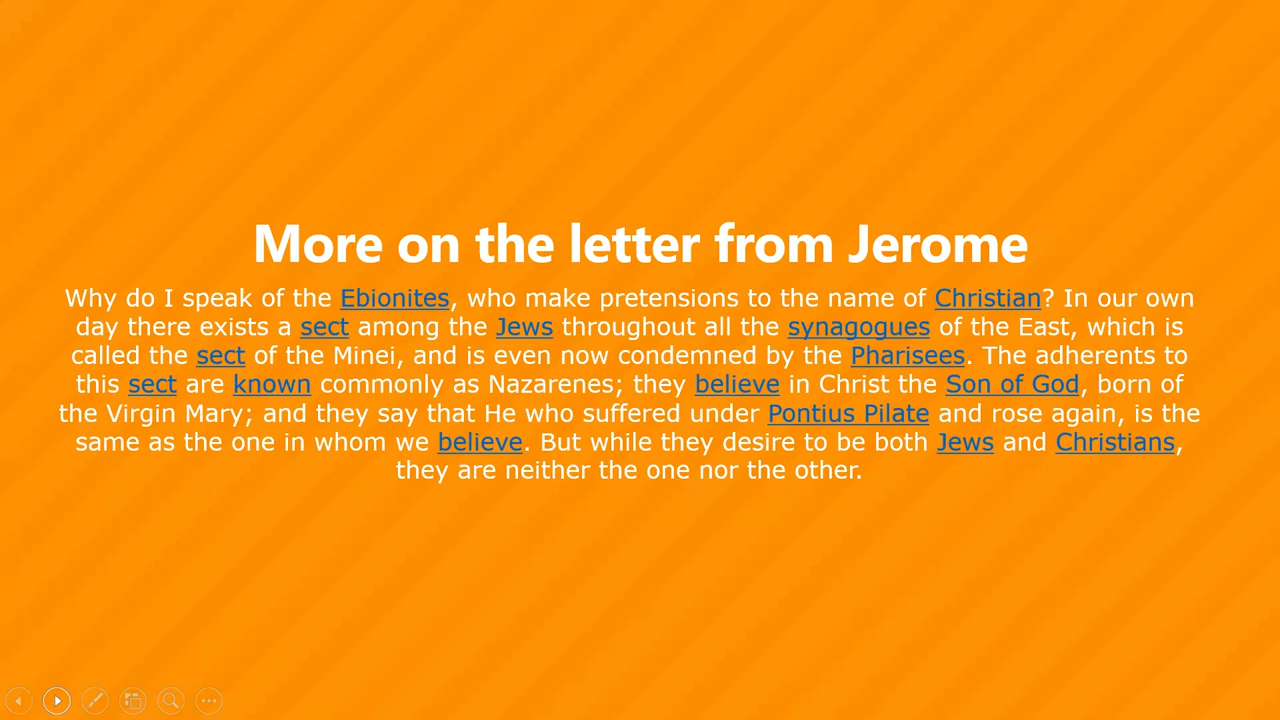 More on the letter from Jerome
Why do I speak of the Ebionites, who make pretensions to the name of Christian? In our own
day there exists a sect among the Jews throughout all the synagogues of the East, which is
called the sect of the Minei, and is even now condemned by the Pharisees. The adherents to
this sect are known commonly as Nazarenes; they believe in Christ the Son of God, born of
the Virgin Mary; and they say that He who suffered under Pontius Pilate and rose again, is the
same as the one in whom we believe. But while they desire to be both Jews and Christians,
they are neither the one nor the other.